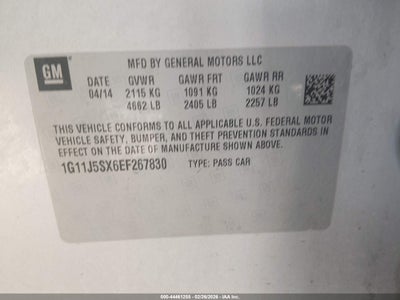 GM
MFD BY GENERAL MOTORS LLC
DATE GVWR GAWR FRT GAWR RR
04/14 2115 KG 1091 KG 1024 KG
4662 LB 2405 LB 2257 LB
THIS VEHICLE CONFORMS TO ALL APPLICABLE U.S. FEDERAL MOTOR
VEHICLE SAFETY, BUMPER, AND THEFT PREVENTION STANDARDS IN
EFFECT ON THE DATE OF MANUFACTURE SHOWN ABOVE.
1G11J5SX6EF267830 TYPE: PASS CAR